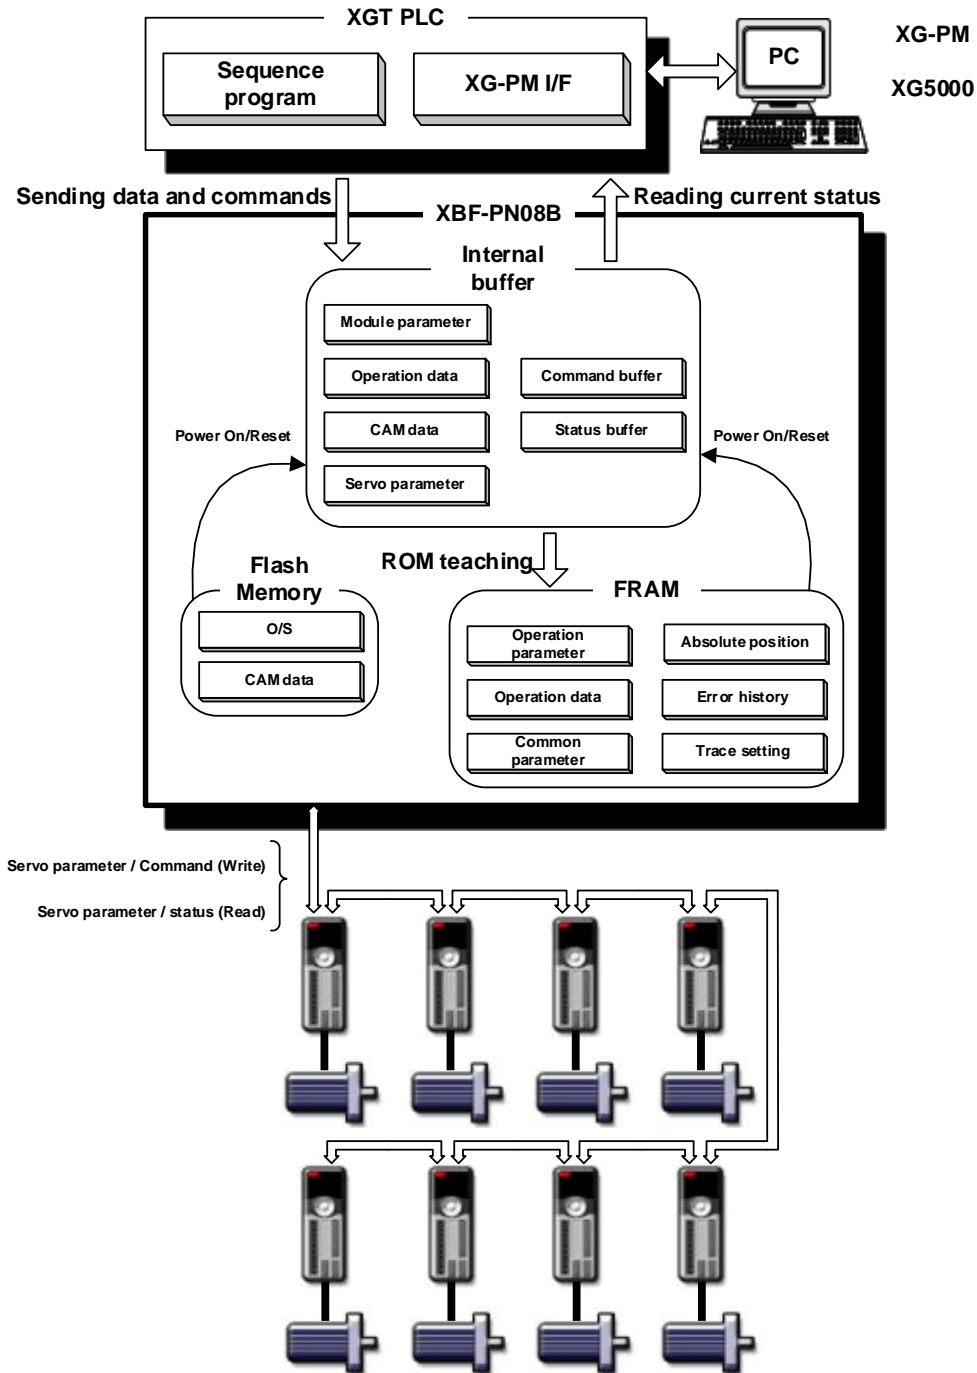 XGT PLC
Sequence
program
XG-PM I/F
PC
XG-PM
XG5000
Sending data and commands
Reading current status
XBF-PN08B
Internal
buffer
Module parameter
Operation data
Command buffer
CAM data
Status buffer
Servo parameter
Power On/Reset
Power On/Reset
ROM teaching
Flash
Memory
O/S
CAM data
FRAM
Operation
parameter
Absolute position
Operation data
Error history
Common
parameter
Trace setting
Servo parameter / Command (Write)
Servo parameter / status (Read)